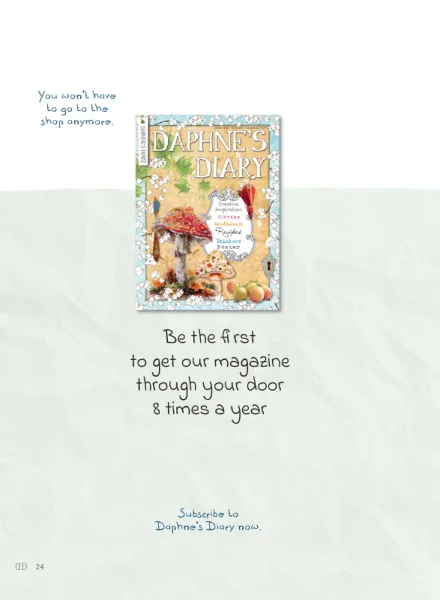 You won't have
to go to the
shop anymore.
DAPHNE'S
DIARY
Creative
Inspiration
Vintage
Mindfulness
Recipes
Stickers
Poster
Be the first
to get our magazine
through your door
8 times a year
Subscribe to
Daphne's Diary now.
DD 24